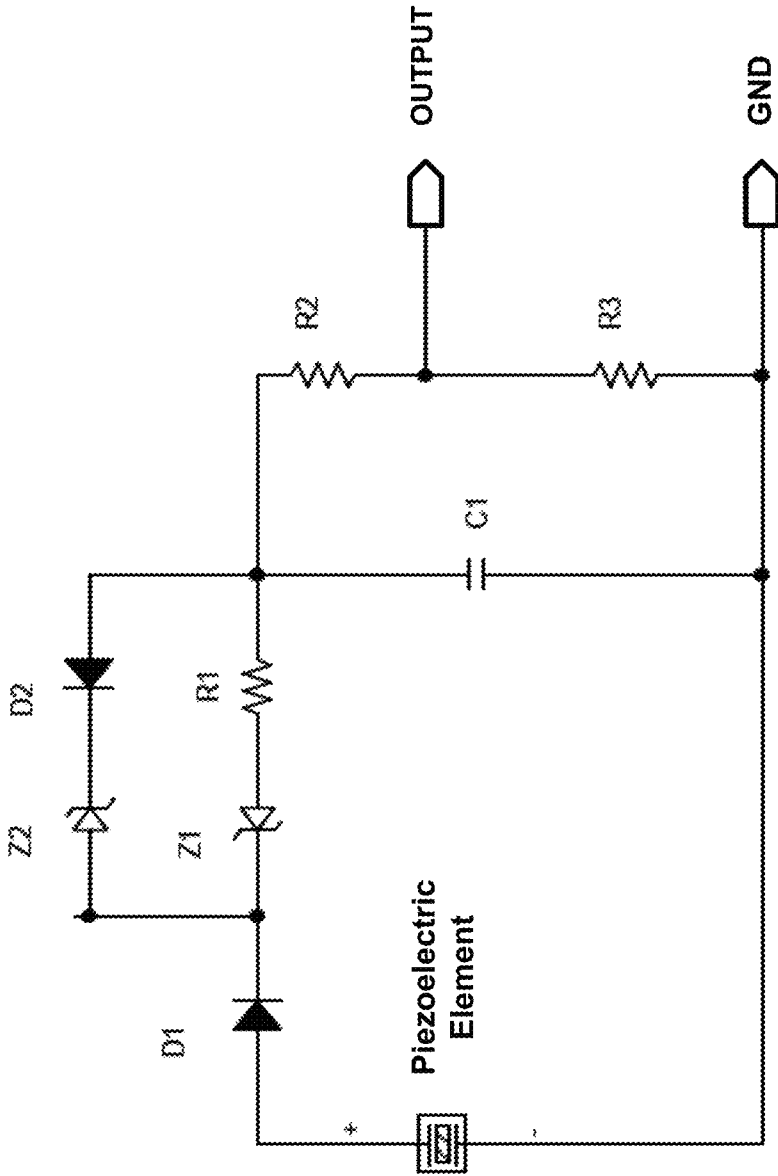 Z2
D2
Z1
R1
D1
R2
OUTPUT
Piezoelectric
Element
C1
R3
GND
+
-